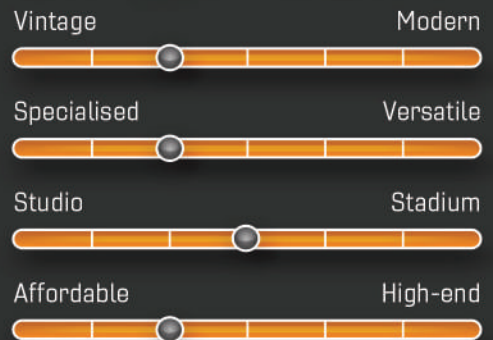 Vintage Modern
Specialised Versatile
Studio Stadium
Affordable High-end